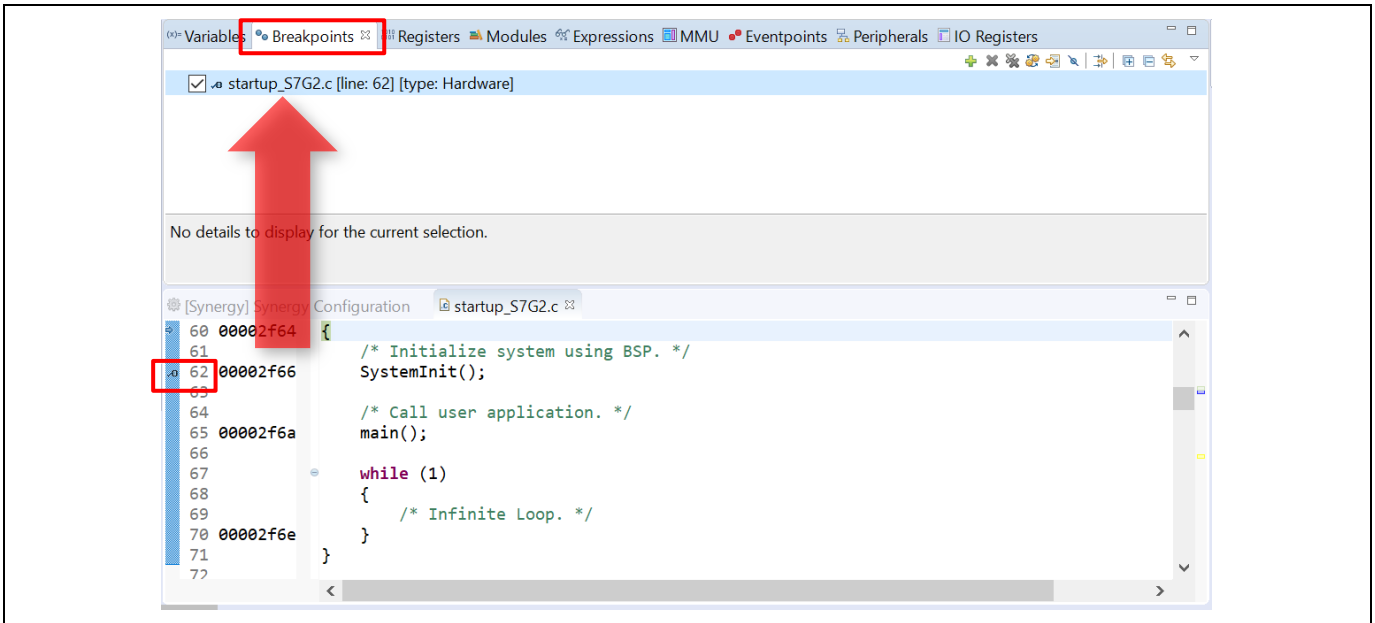 Variables Breakpoints Registers Modules Expressions MMU Eventpoints Peripherals IO Registers
startup_S7G2.c [line: 62] [type: Hardware]
No details to display for the current selection.
[Synergy] Synergy Configuration startup_S7G2.c
60 00002f64 {
61 /* Initialize system using BSP. */
62 00002f66 SystemInit();
63
64 /* Call user application. */
65 00002f6a main();
66
67 while (1)
68 {
69 /* Infinite Loop. */
70 00002f6e }
71 }
72